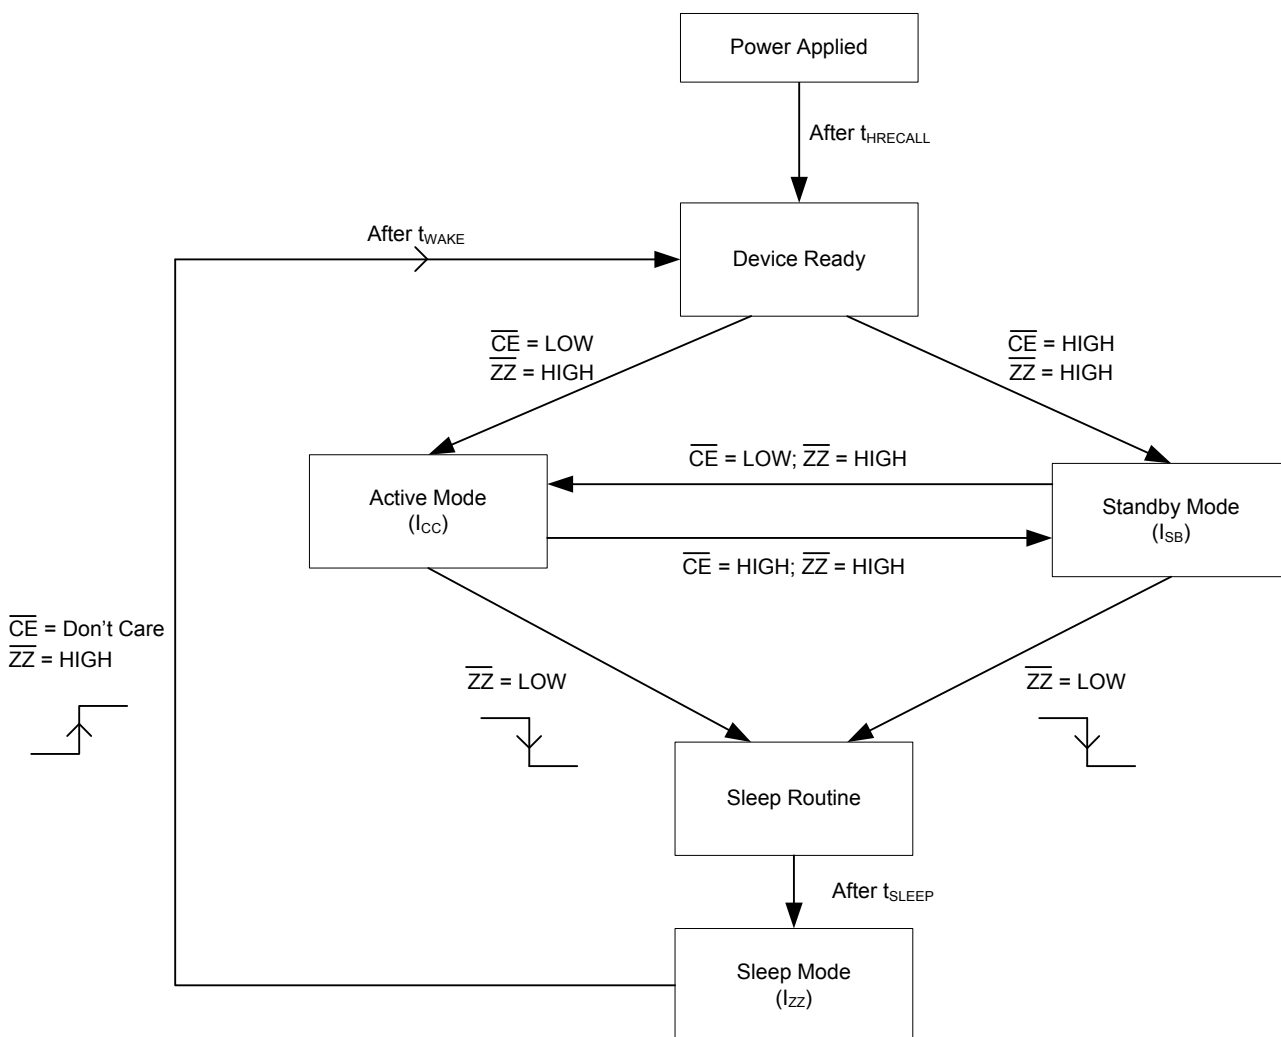 Power Applied
After tHRECALL
After tWAKE
Device Ready
CE = LOW
ZZ = HIGH
CE = HIGH
ZZ = HIGH
CE = LOW; ZZ = HIGH
Active Mode
(ICC)
Standby Mode
(ISB)
CE = HIGH; ZZ = HIGH
CE = Don't Care
ZZ = HIGH
ZZ = LOW
ZZ = LOW
Sleep Routine
After tSLEEP
Sleep Mode
(IZZ)